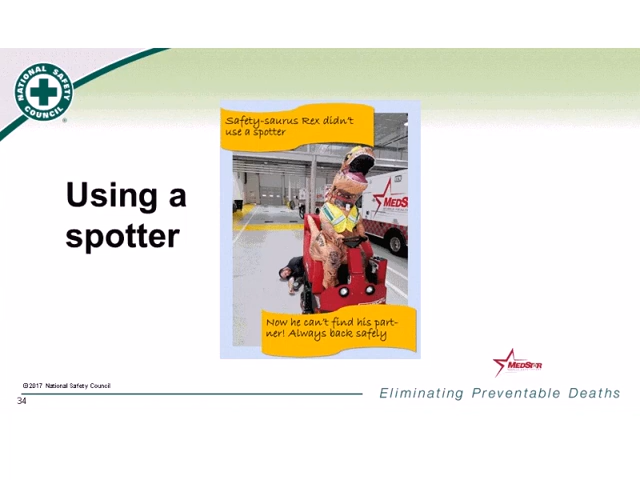 NATIONAL SAFETY
COUNCIL
®
Safety-saurus Rex didn't
use a spotter
MEDSTAR
Using a
spotter
Now he can't find his part-
ner! Always back safely
MEDSTAR
©2017 National Safety Council
Eliminating Preventable Deaths
34